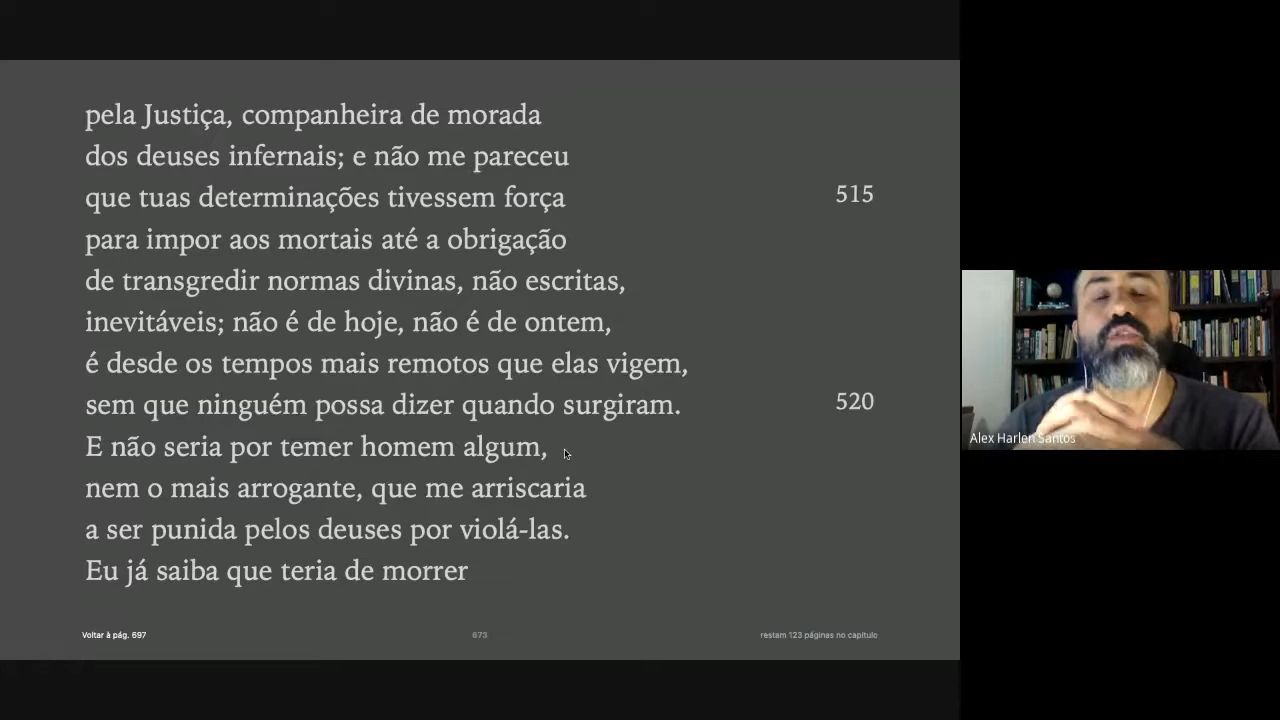 pela Justiça, companheira de morada
dos deuses infernais; e não me pareceu
que tuas determinações tivessem força 515
para impor aos mortais até a obrigação
de transgredir normas divinas, não escritas,
inevitáveis; não é de hoje, não é de ontem,
é desde os tempos mais remotos que elas vigem,
sem que ninguém possa dizer quando surgiram. 520
E não seria por temer homem algum,
nem o mais arrogante, que me arriscaria
a ser punida pelos deuses por violá-las.
Eu já saiba que teria de morrer
Voltar à pág. 697 673 restam 123 páginas no capítulo
Alex Harlen Santos